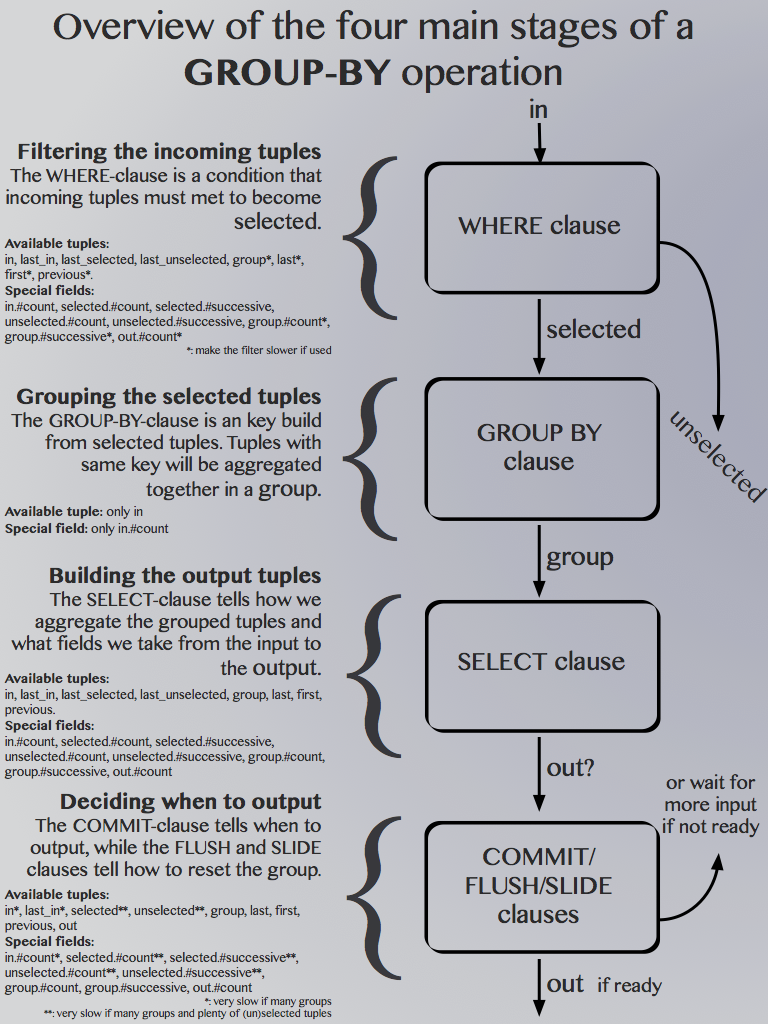 Overview of the four main stages of a
GROUP-BY operation
in
Filtering the incoming tuples
The WHERE-clause is a condition that
incoming tuples must met to become
selected.
Available tuples:
in, last_in, last_selected, last_unselected, group*, last*,
first*, previous*.
Special fields:
in.#count, selected.#count, selected.#successive,
unselected.#count, unselected.#successive, group.#count*,
group.#successive*, out.#count*
*: make the filter slower if used
WHERE clause
selected
unselected
Grouping the selected tuples
The GROUP-BY-clause is an key build
from selected tuples. Tuples with
same key will be aggregated
together in a group.
Available tuple: only in
Special field: only in.#count
GROUP BY
clause
group
Building the output tuples
The SELECT-clause tells how we
aggregate the grouped tuples and
what fields we take from the input to
the output.
Available tuples:
in, last_in, last_selected, last_unselected, group, last, first,
previous.
Special fields:
in.#count, selected.#count, selected.#successive,
unselected.#count, unselected.#successive, group.#count,
group.#successive, out.#count
SELECT clause
out?
Deciding when to output
The COMMIT-clause tells when to
output, while the FLUSH and SLIDE
clauses tell how to reset the group.
Available tuples:
in*, last_in*, selected**, unselected**, group, last, first,
previous, out
Special fields:
in.#count*, selected.#count**, selected.#successive**,
unselected.#count**, unselected.#successive**,
group.#count, group.#successive, out.#count
*: very slow if many groups
**: very slow if many groups and plenty of (un)selected tuples
COMMIT/
FLUSH/SLIDE
clauses
or wait for
more input
if not ready
out if ready